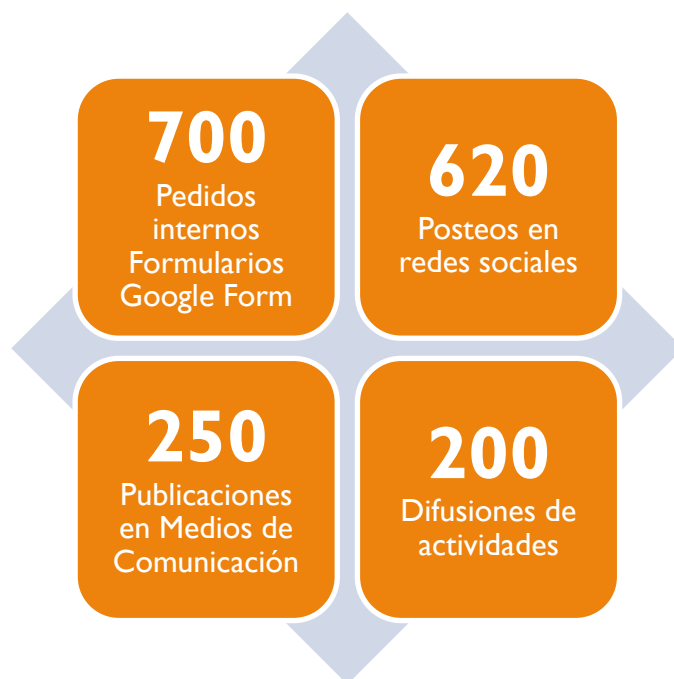 700
Pedidos
internos
Formularios
Google Form
620
Posteos en
redes sociales
250
Publicaciones
en Medios de
Comunicación
200
Difusiones de
actividades